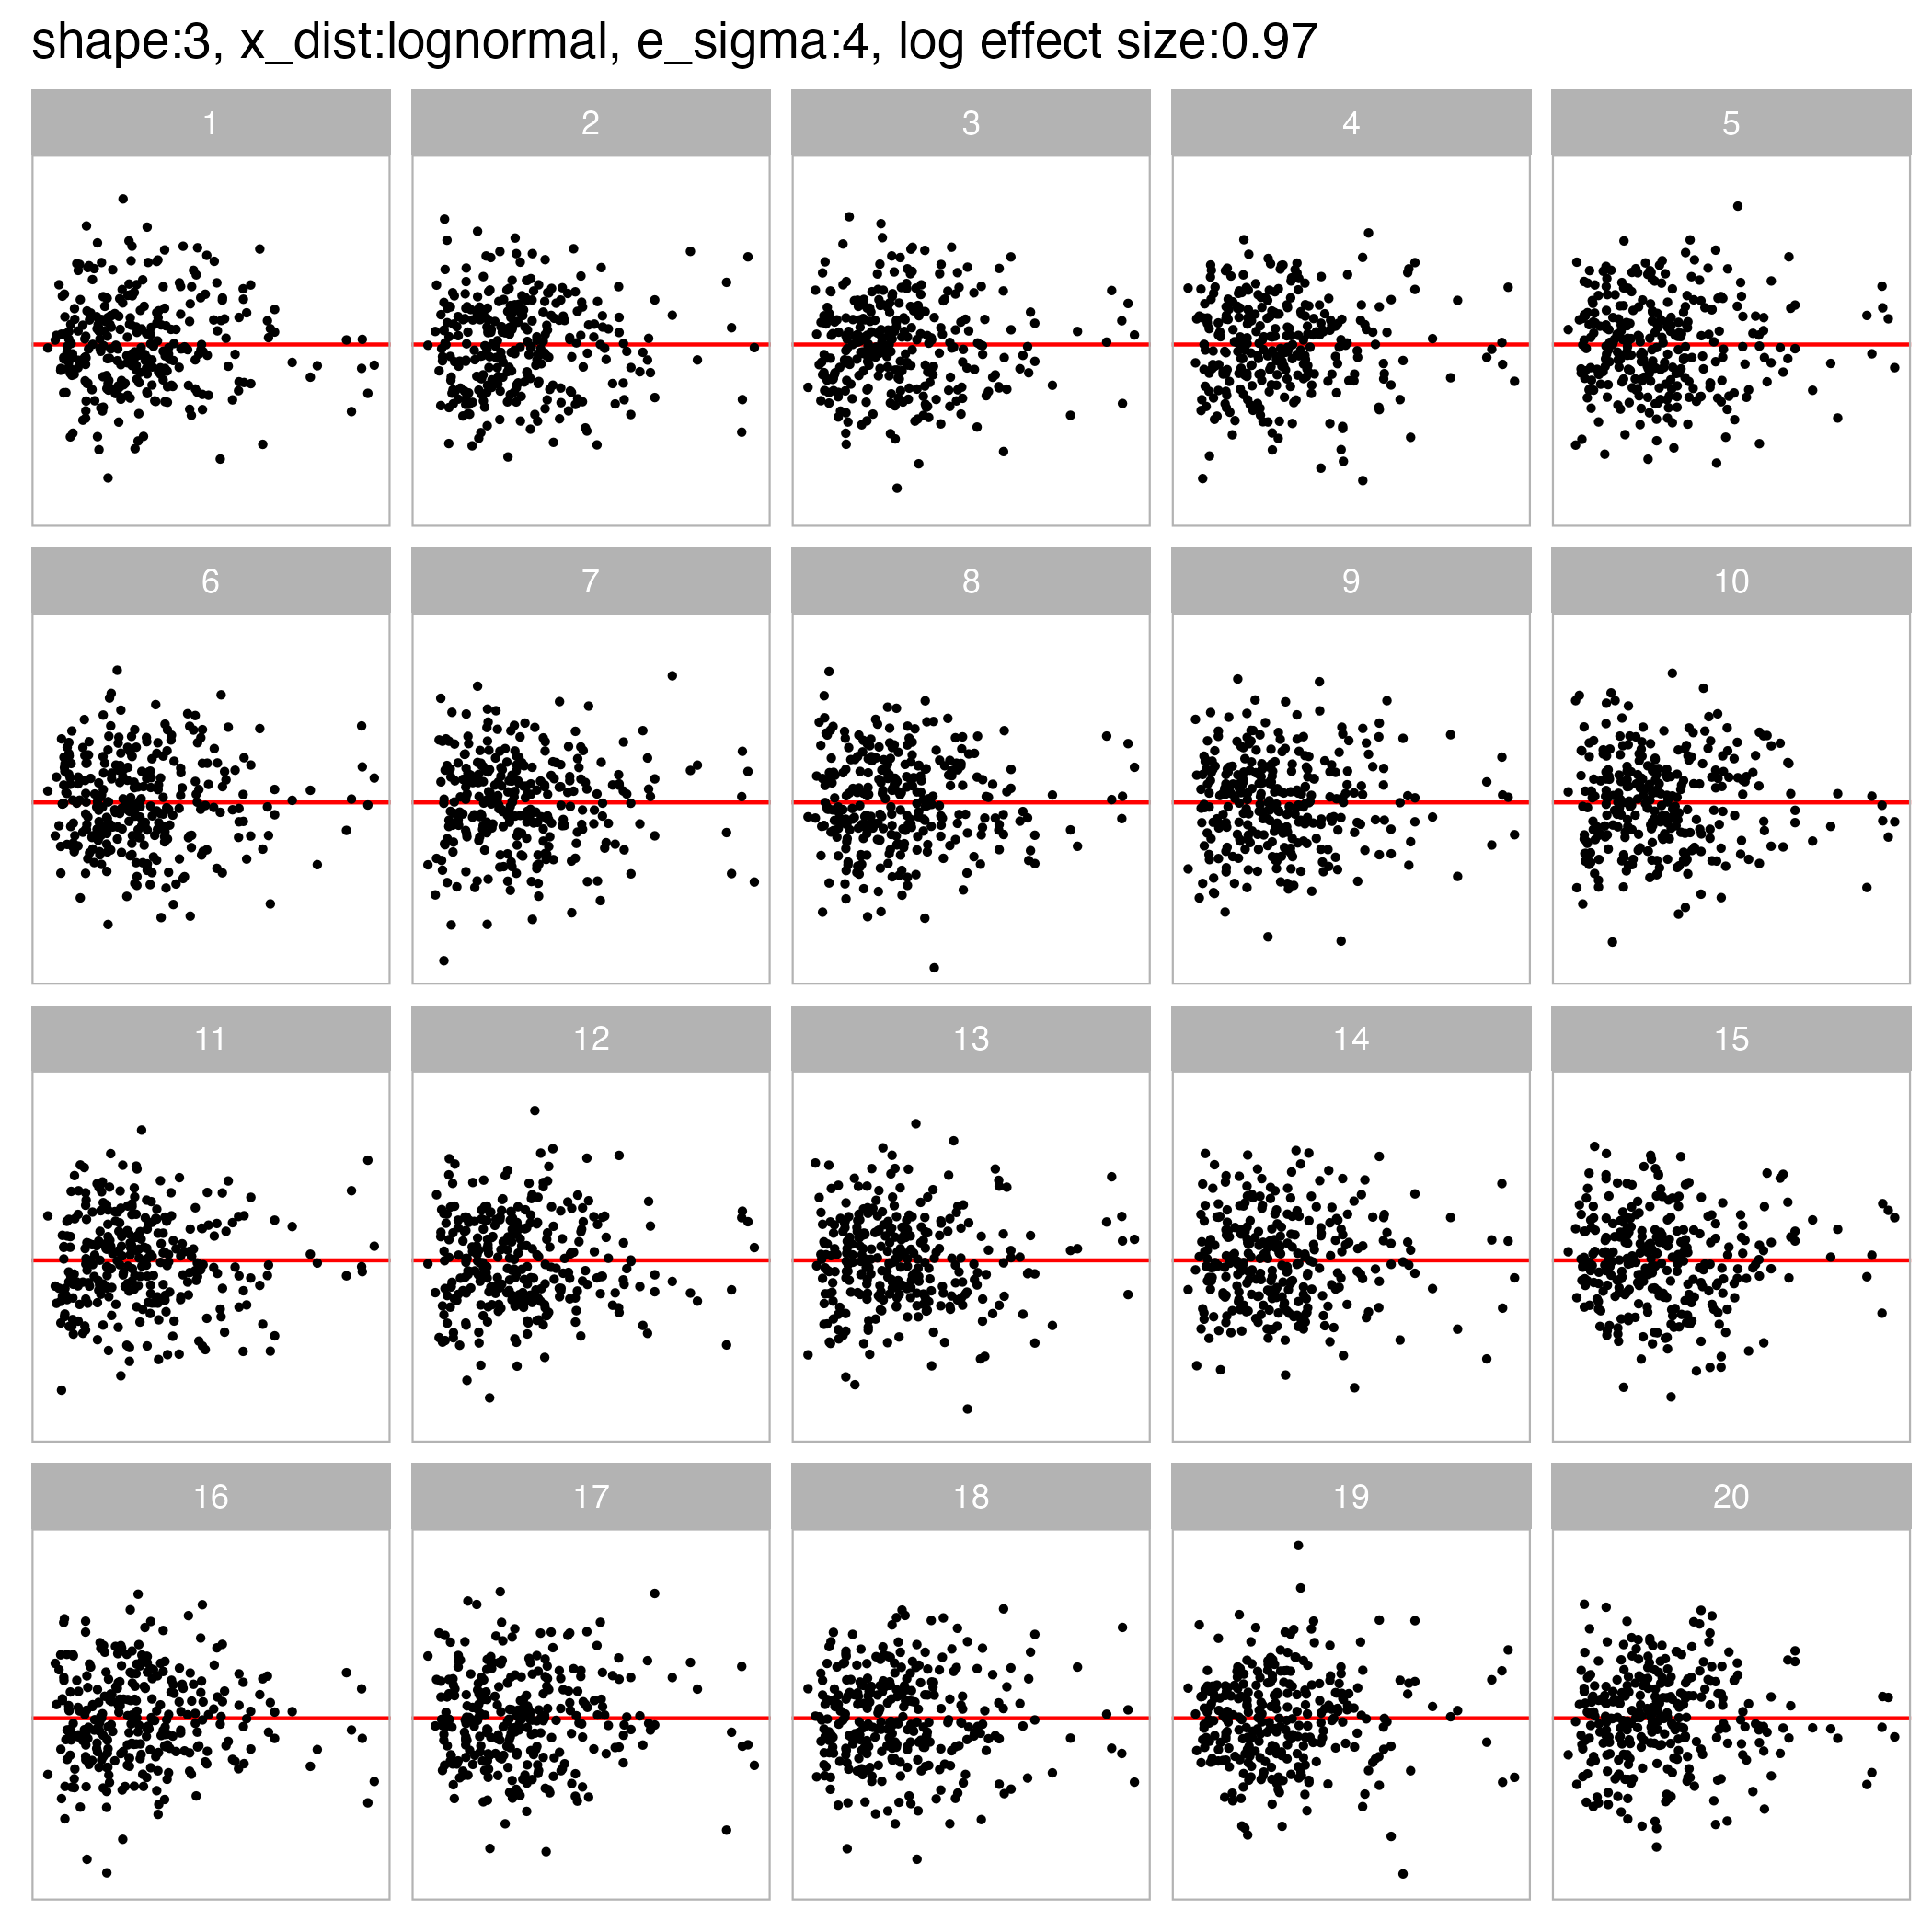 shape:3, x_dist:lognormal, e_sigma:4, log effect size:0.97
1 2 3 4 5
6 7 8 9 10
11 12 13 14 15
16 17 18 19 20